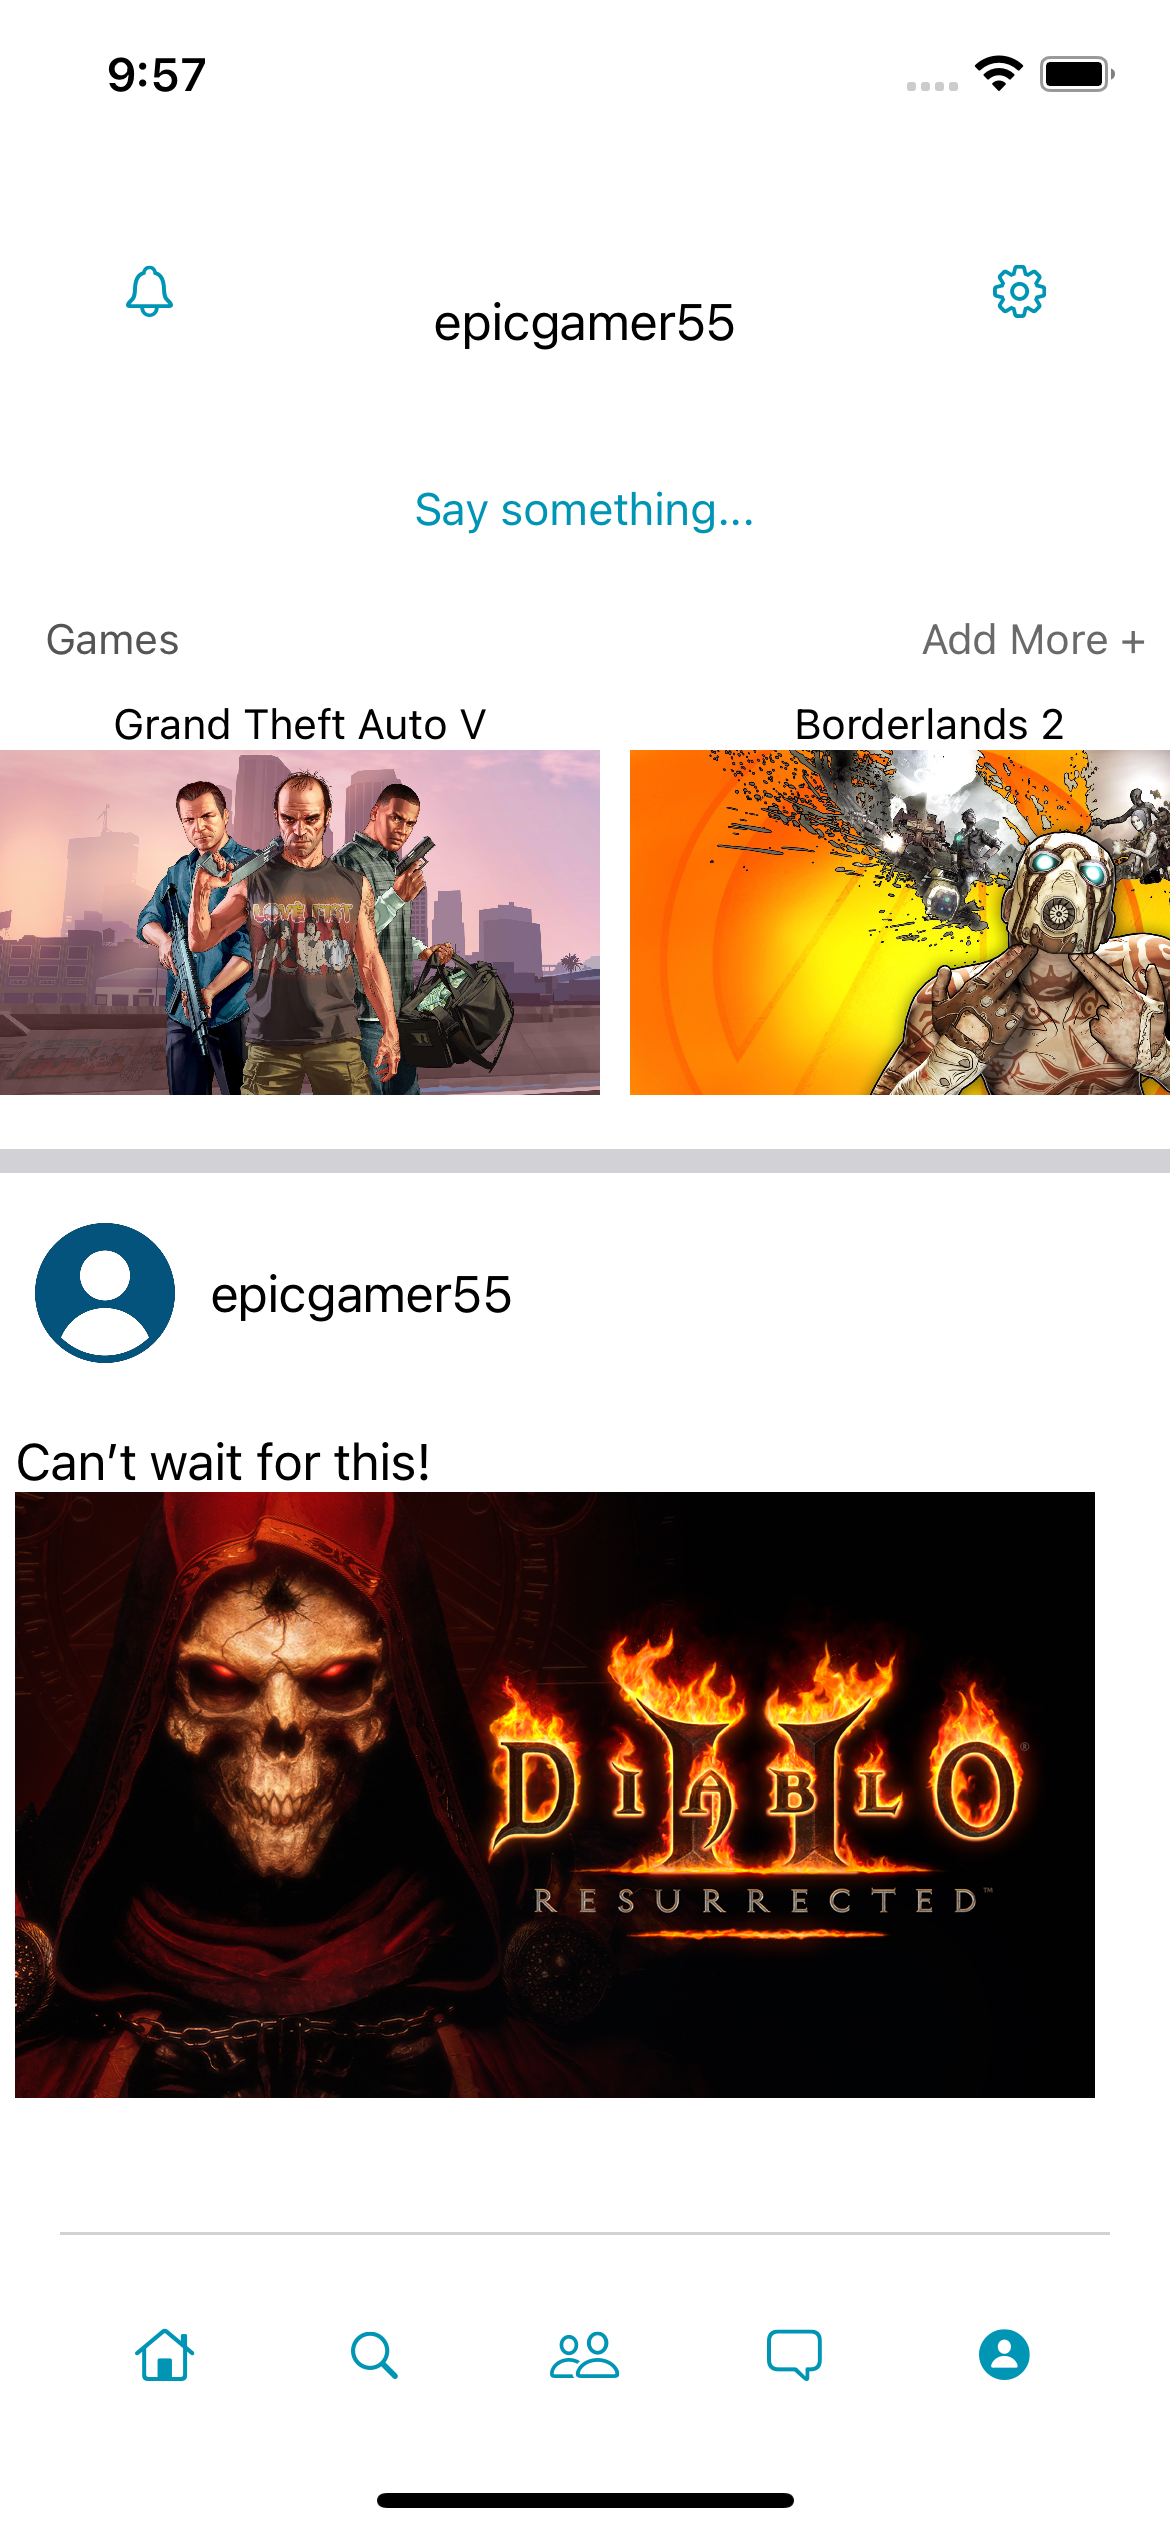 9:57
epicgamer55
Say something...
Games
Add More +
Grand Theft Auto V
Borderlands 2
LOVE FIST
epicgamer55
Can't wait for this!
DIABLO II
RESURRECTED™